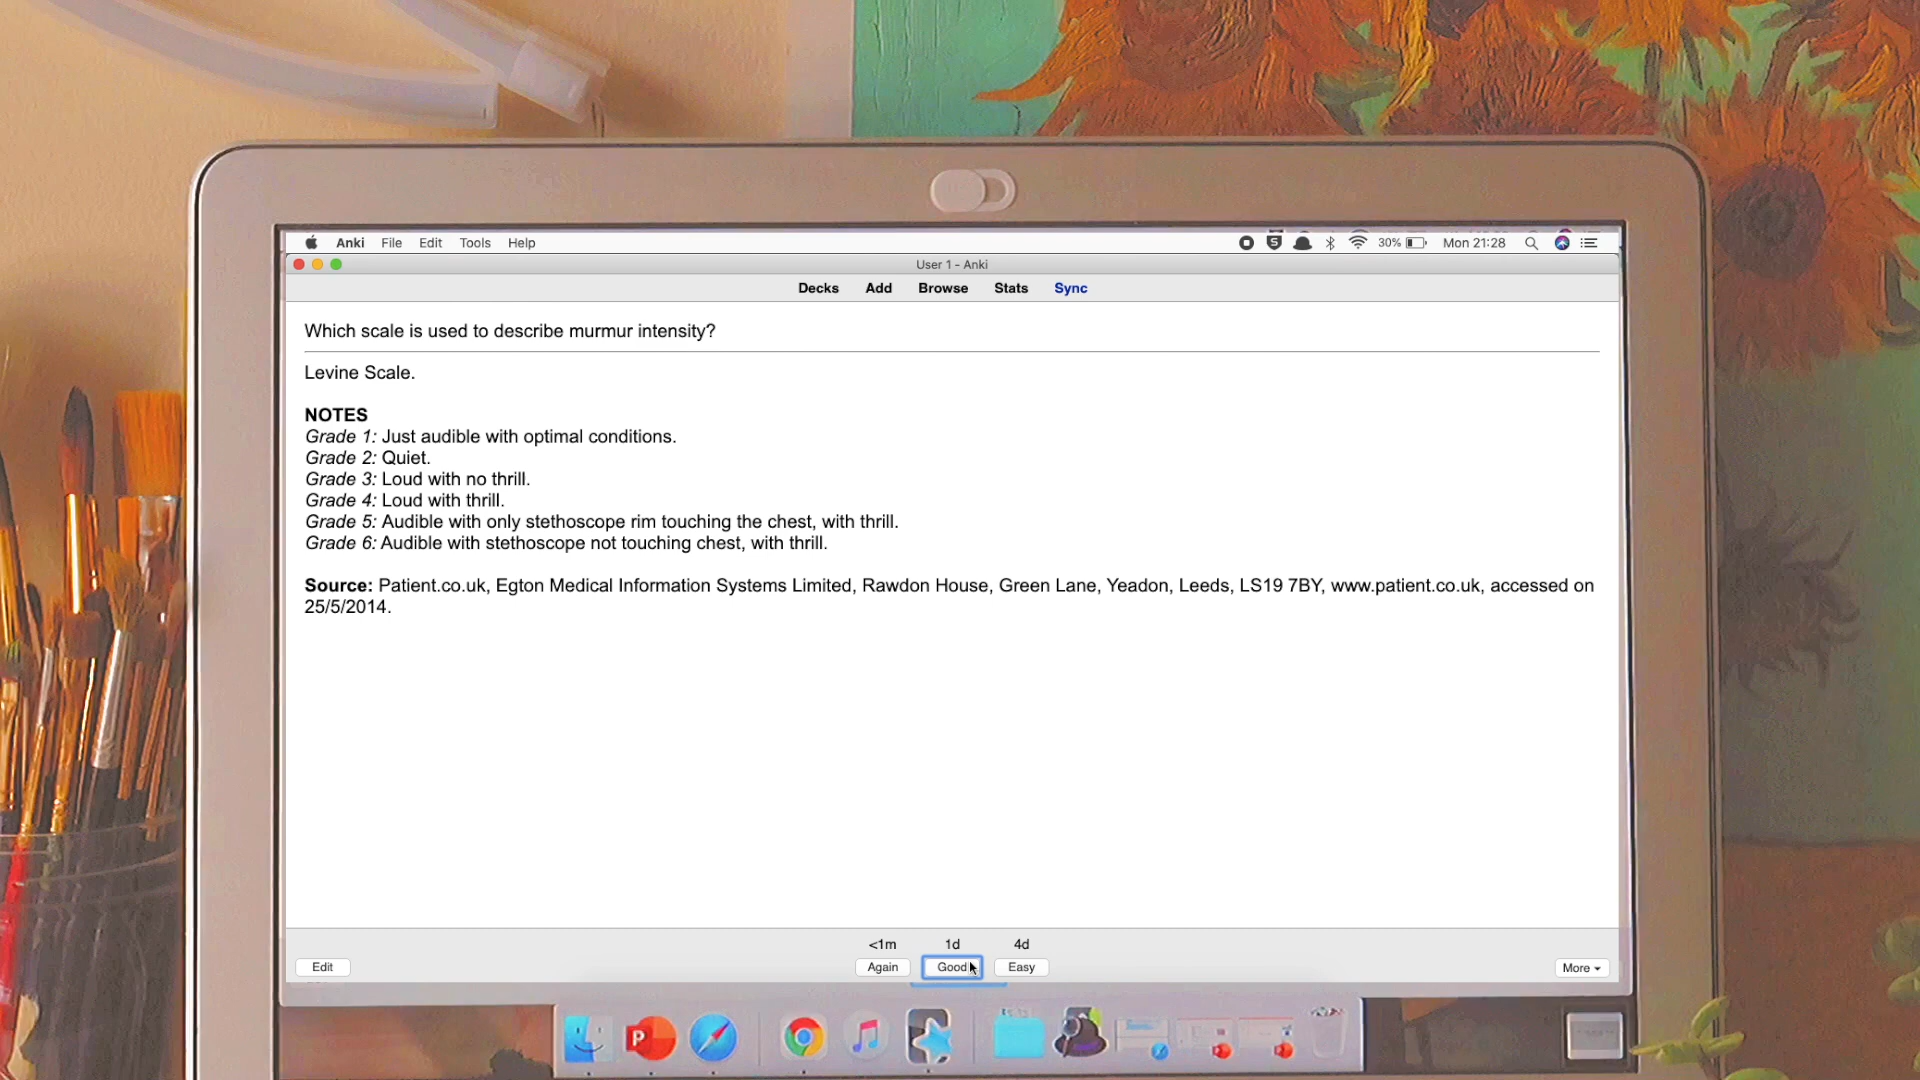 Anki File Edit Tools Help 30% Mon 21:28
User 1 - Anki
Decks Add Browse Stats Sync
Which scale is used to describe murmur intensity?
Levine Scale.
NOTES
Grade 1: Just audible with optimal conditions.
Grade 2: Quiet.
Grade 3: Loud with no thrill.
Grade 4: Loud with thrill.
Grade 5: Audible with only stethoscope rim touching the chest, with thrill.
Grade 6: Audible with stethoscope not touching chest, with thrill.
Source: Patient.co.uk, Egton Medical Information Systems Limited, Rawdon House, Green Lane, Yeadon, Leeds, LS19 7BY, www.patient.co.uk, accessed on
25/5/2014.
<1m 1d 4d
Edit Again Good Easy More
P